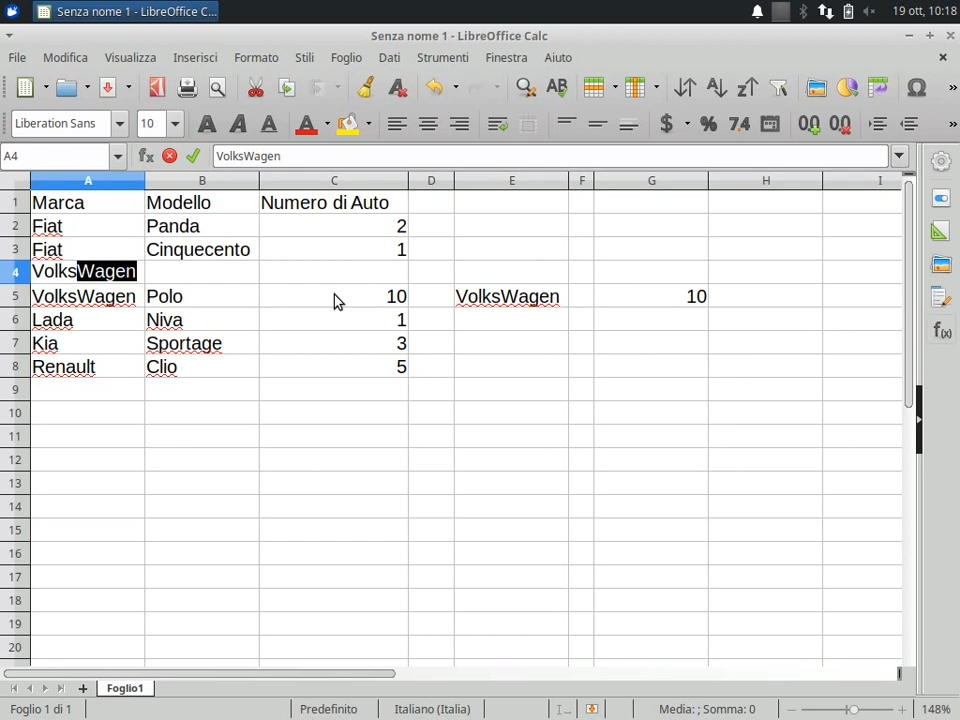 Senza nome 1 - LibreOffice C...
19 ott, 10:18
Senza nome 1 - LibreOffice Calc
File Modifica Visualizza Inserisci Formato Stili Foglio Dati Strumenti Finestra Aiuto
Liberation Sans 10
A4 VolksWagen
A B C D E F G H I
1 Marca Modello Numero di Auto
2 Fiat Panda 2
3 Fiat Cinquecento 1
4 VolksWagen
5 VolksWagen Polo 10 VolksWagen 10
6 Lada Niva 1
7 Kia Sportage 3
8 Renault Clio 5
9
10
11
12
13
14
15
16
17
18
19
20
Foglio1
Foglio 1 di 1 Predefinito Italiano (Italia) Media: ; Somma: 0 148%